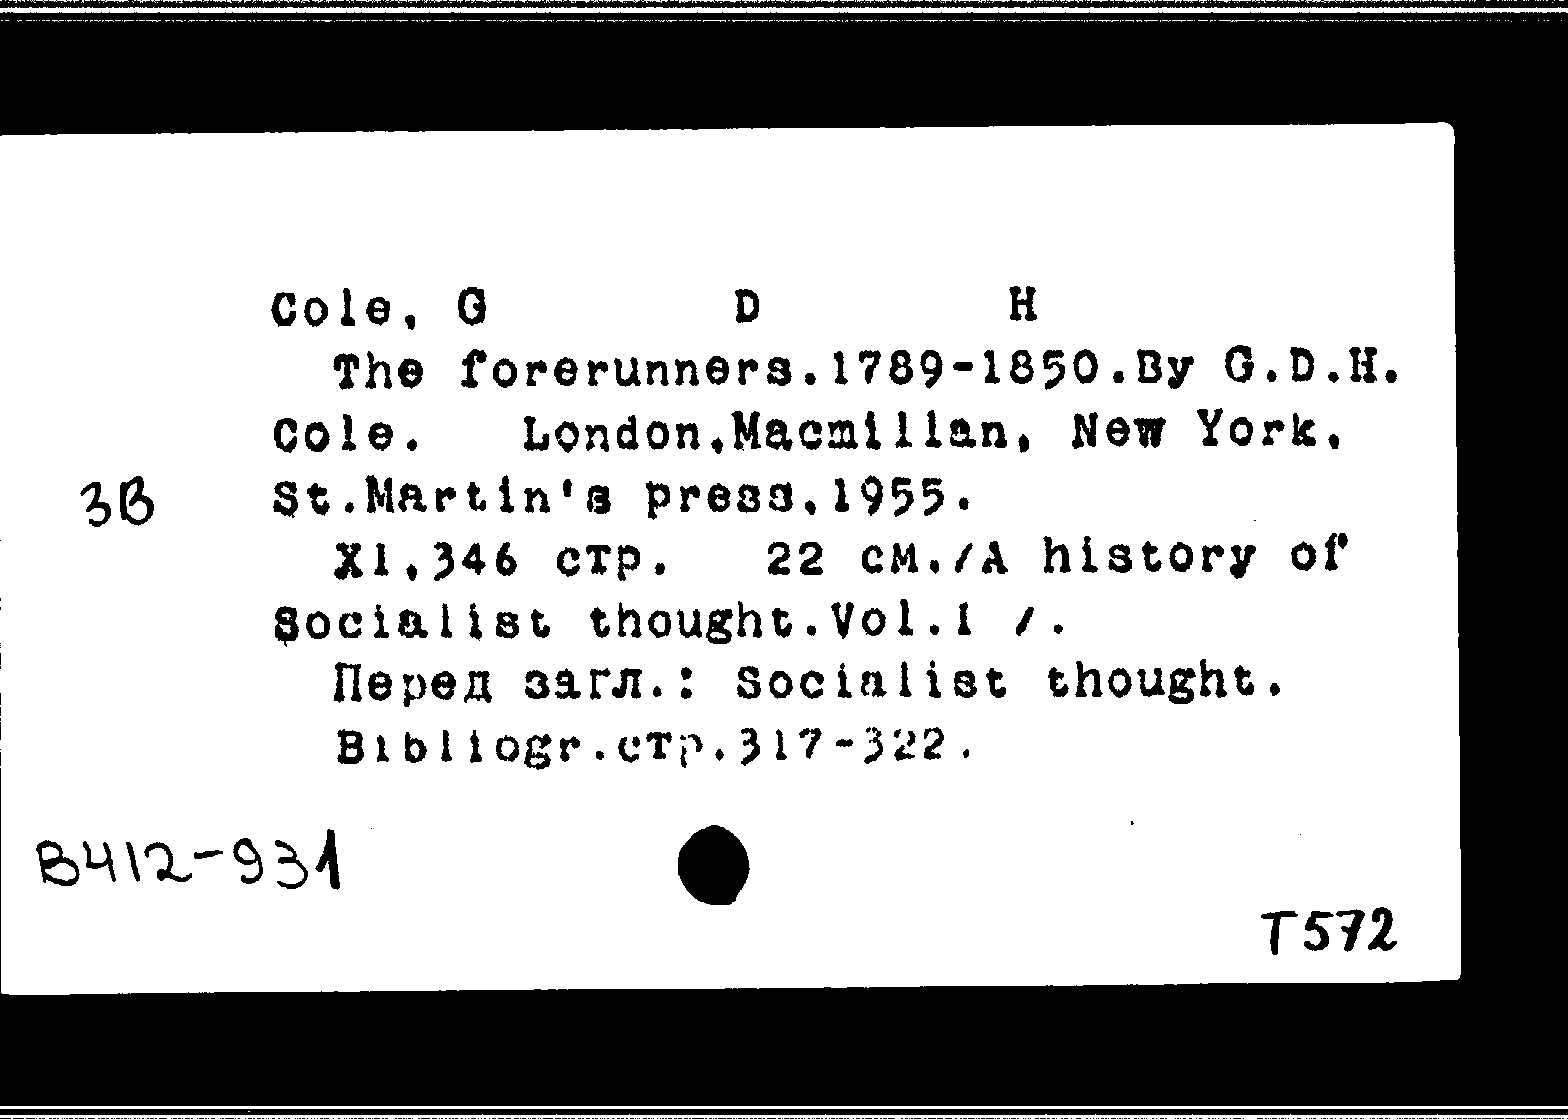 Cole, G D H
The forerunners.1789-1850.By G.D.H.
Cole. London,Macmillan, New York,
3B St.Martin's press,1955.
X1,346 стр. 22 см./A history of
Socialist thought.Vol.1 /.
Перед загл.: Socialist thought.
Bibliogr.стр.317-322.
B412-931
T572